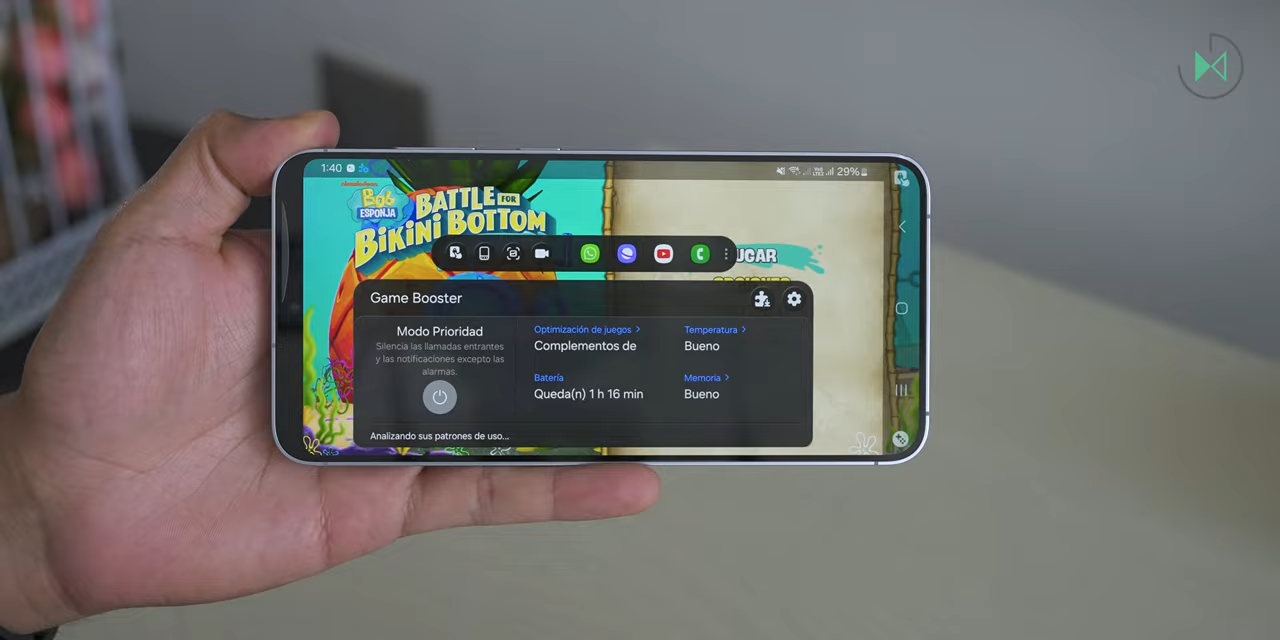 1:40
29%
nickelodeon
BOB
ESPONJA
BATTLE FOR
BIKINI BOTTOM
UGAR
OPCIONES
Game Booster
Modo Prioridad
Silencia las llamadas entrantes
y las notificaciones excepto las
alarmas.
Optimización de juegos >
Complementos de
Temperatura >
Bueno
Batería
Queda(n) 1 h 16 min
Memoria >
Bueno
Analizando sus patrones de uso...